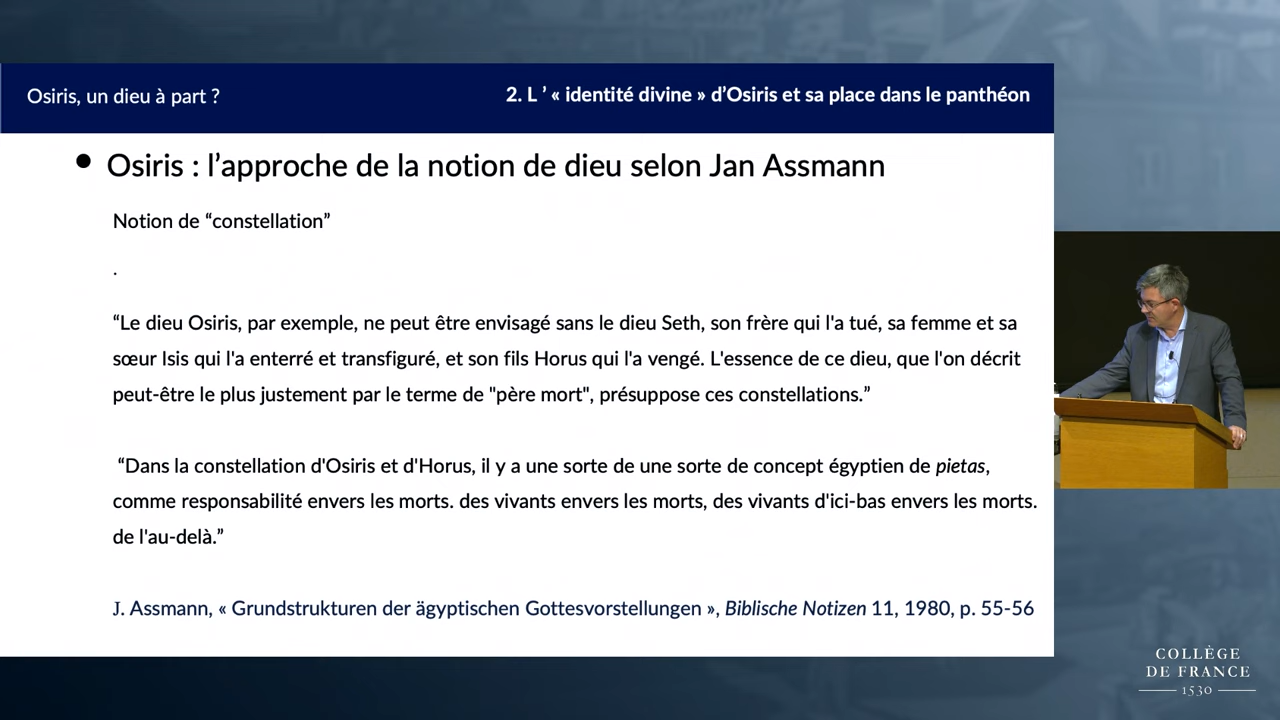 Osiris, un dieu à part ?
2. L ’ « identité divine » d’Osiris et sa place dans le panthéon
• Osiris : l’approche de la notion de dieu selon Jan Assmann
Notion de “constellation”
.
“Le dieu Osiris, par exemple, ne peut être envisagé sans le dieu Seth, son frère qui l'a tué, sa femme et sa
sœur Isis qui l'a enterré et transfiguré, et son fils Horus qui l'a vengé. L'essence de ce dieu, que l'on décrit
peut-être le plus justement par le terme de "père mort", présuppose ces constellations.”
“Dans la constellation d'Osiris et d'Horus, il y a une sorte de une sorte de concept égyptien de pietas,
comme responsabilité envers les morts. des vivants envers les morts, des vivants d'ici-bas envers les morts.
de l'au-delà.”
J. Assmann, « Grundstrukturen der ägyptischen Gottesvorstellungen », Biblische Notizen 11, 1980, p. 55-56
COLLÈGE
DE FRANCE
1530